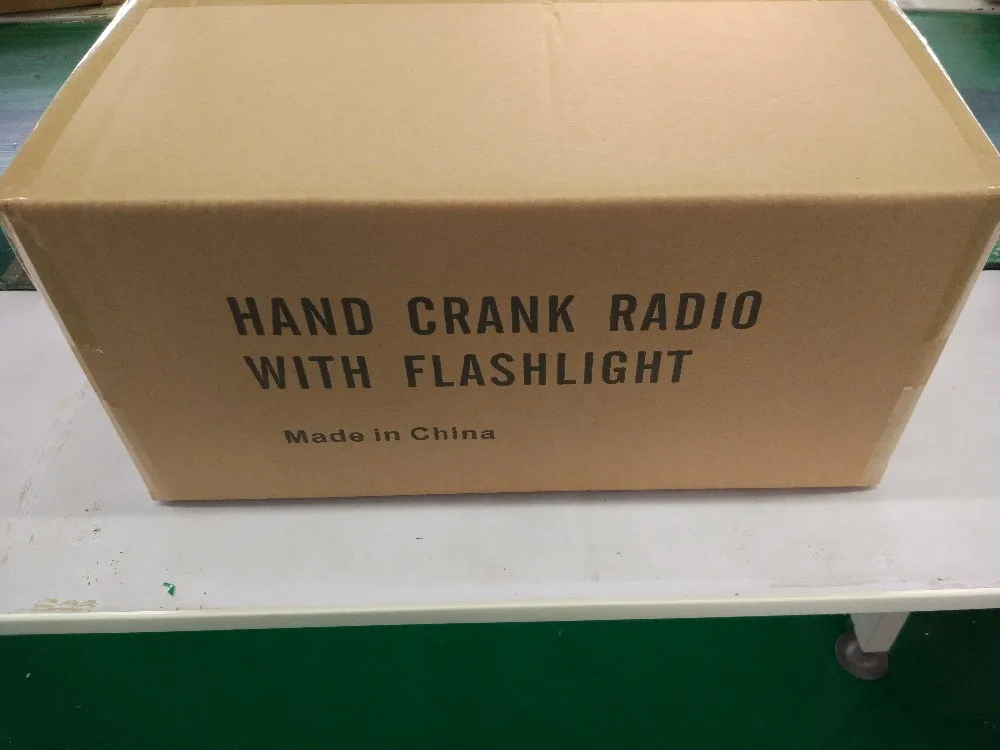 HAND CRANK RADIO
WITH FLASHLIGHT
Made in China